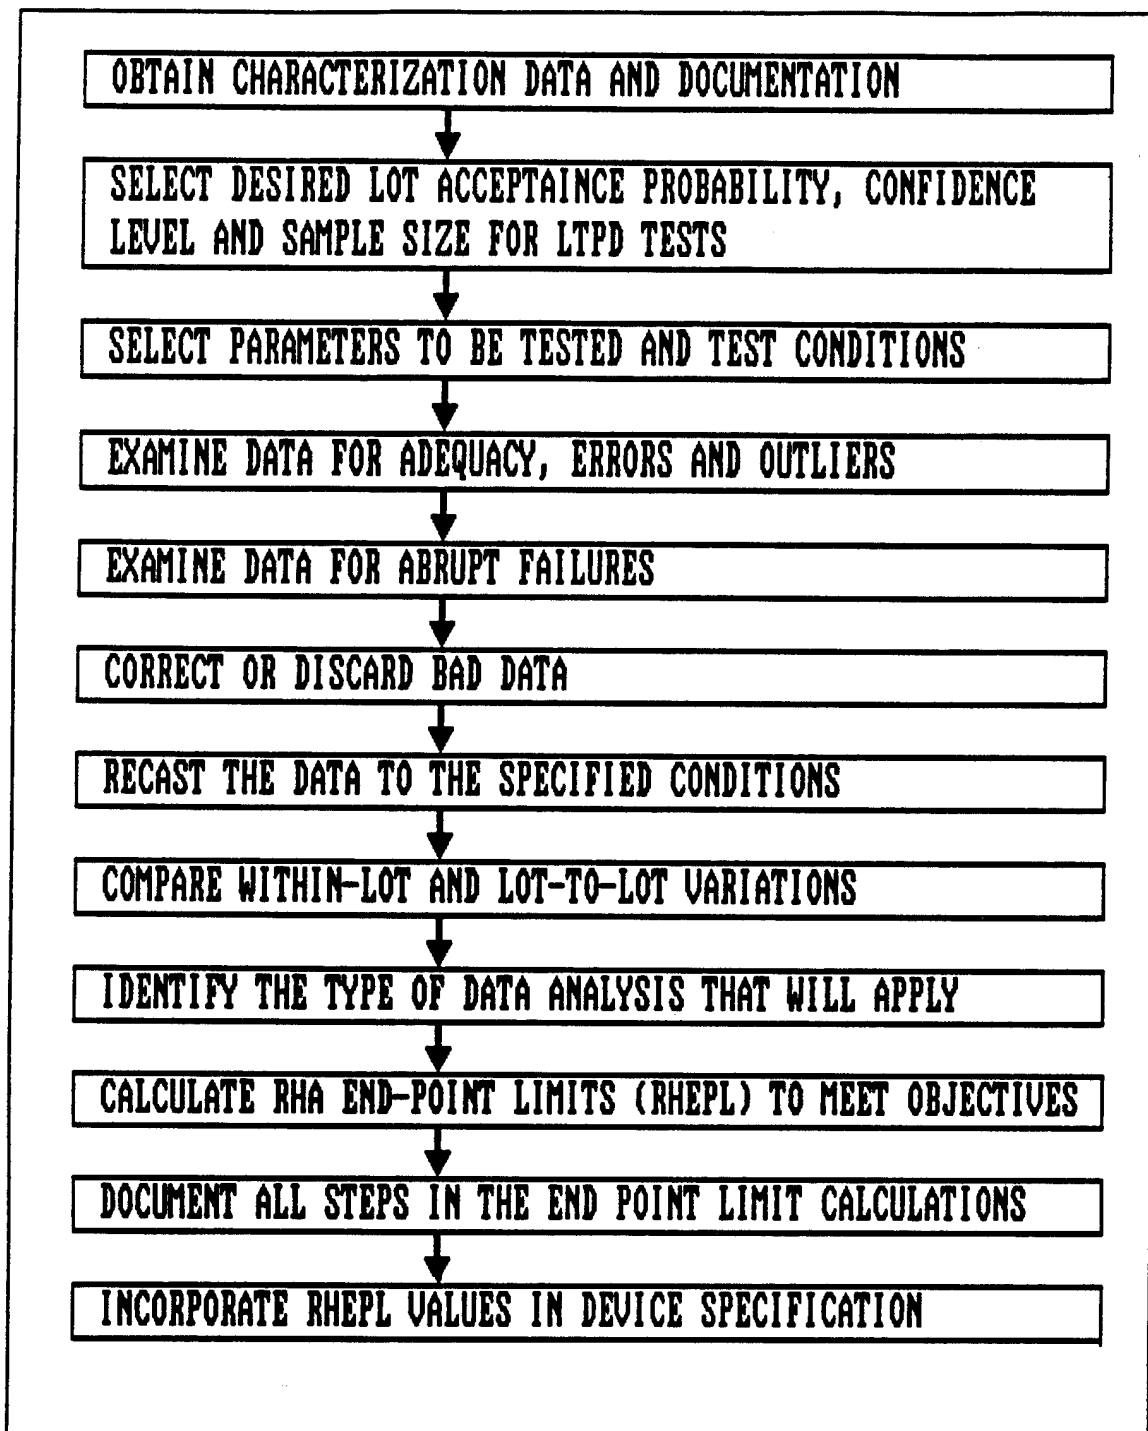 OBTAIN CHARACTERIZATION DATA AND DOCUMENTATION
SELECT DESIRED LOT ACCEPTAINCE PROBABILITY, CONFIDENCE
LEVEL AND SAMPLE SIZE FOR LTPD TESTS
SELECT PARAMETERS TO BE TESTED AND TEST CONDITIONS
EXAMINE DATA FOR ADEQUACY, ERRORS AND OUTLIERS
EXAMINE DATA FOR ABRUPT FAILURES
CORRECT OR DISCARD BAD DATA
RECAST THE DATA TO THE SPECIFIED CONDITIONS
COMPARE WITHIN-LOT AND LOT-TO-LOT VARIATIONS
IDENTIFY THE TYPE OF DATA ANALYSIS THAT WILL APPLY
CALCULATE RHA END-POINT LIMITS (RHEPL) TO MEET OBJECTIVES
DOCUMENT ALL STEPS IN THE END POINT LIMIT CALCULATIONS
INCORPORATE RHEPL VALUES IN DEVICE SPECIFICATION